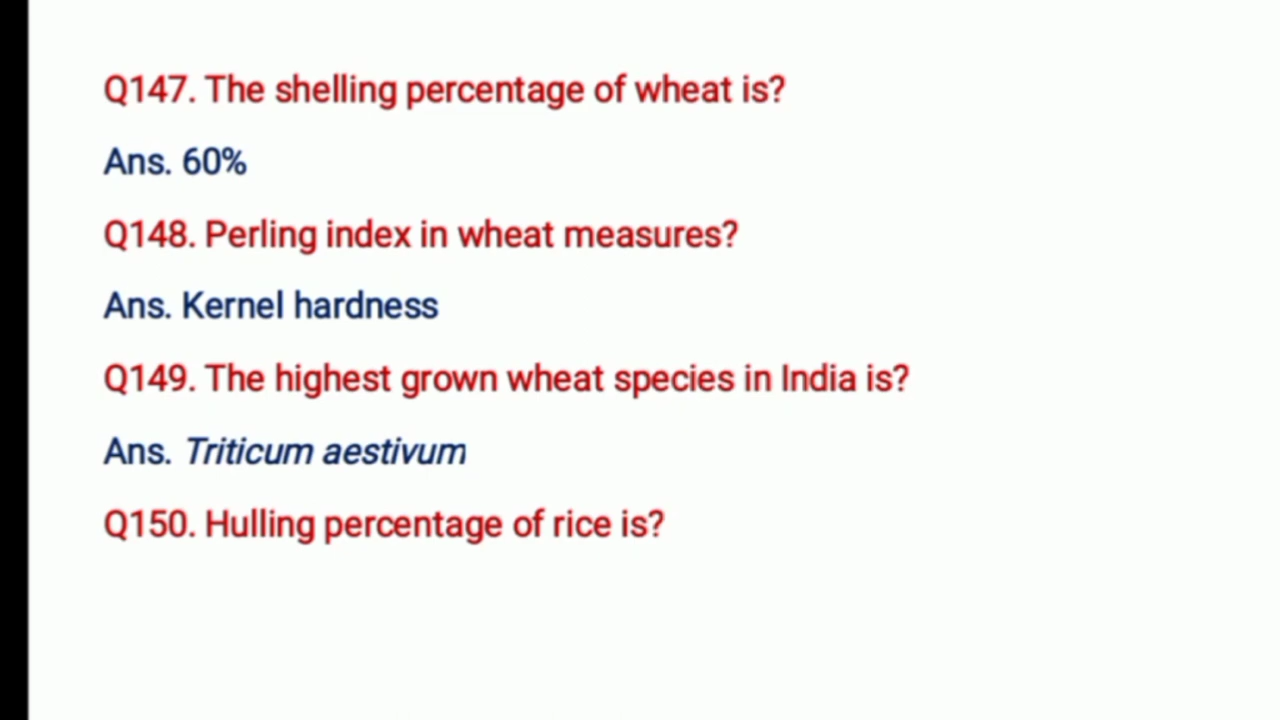 Q147. The shelling percentage of wheat is?
Ans. 60%
Q148. Perling index in wheat measures?
Ans. Kernel hardness
Q149. The highest grown wheat species in India is?
Ans. Triticum aestivum
Q150. Hulling percentage of rice is?